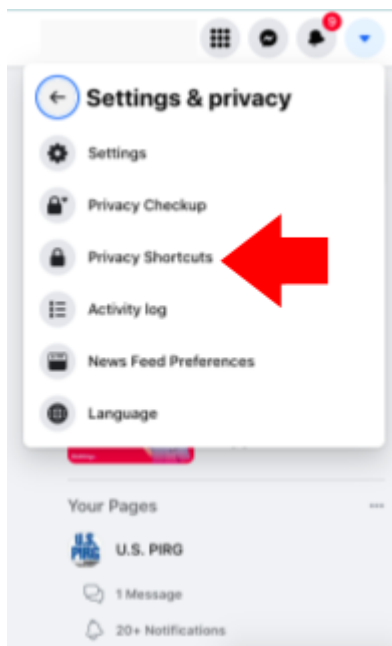 9
Settings & privacy
Settings
Privacy Checkup
Privacy Shortcuts
Activity log
News Feed Preferences
Language
Your Pages
U.S. PIRG
U.S. PIRG
1 Message
20+ Notifications